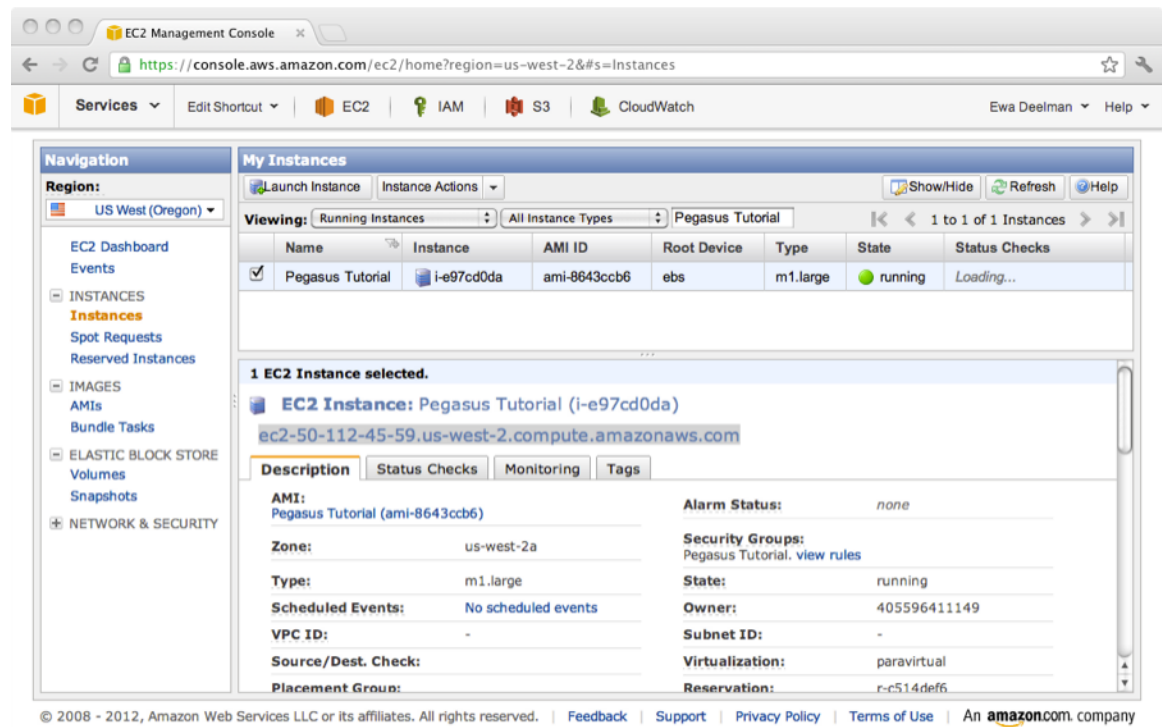 EC2 Management Console
https://console.aws.amazon.com/ec2/home?region=us-west-2&#s=Instances
Services Edit Shortcut EC2 IAM S3 CloudWatch Ewa Deelman Help
Navigation
Region:
US West (Oregon)
EC2 Dashboard
Events
INSTANCES
Instances
Spot Requests
Reserved Instances
IMAGES
AMIs
Bundle Tasks
ELASTIC BLOCK STORE
Volumes
Snapshots
NETWORK & SECURITY
My Instances
Launch Instance Instance Actions Show/Hide Refresh Help
Viewing: Running Instances All Instance Types Pegasus Tutorial 1 to 1 of 1 Instances
Name Instance AMI ID Root Device Type State Status Checks
Pegasus Tutorial i-e97cd0da ami-8643ccb6 ebs m1.large running Loading...
1 EC2 Instance selected.
EC2 Instance: Pegasus Tutorial (i-e97cd0da)
ec2-50-112-45-59.us-west-2.compute.amazonaws.com
Description Status Checks Monitoring Tags
AMI:
Pegasus Tutorial (ami-8643ccb6)
Alarm Status: none
Zone: us-west-2a
Security Groups:
Pegasus Tutorial. view rules
Type: m1.large
State: running
Scheduled Events: No scheduled events
Owner: 405596411149
VPC ID: -
Subnet ID: -
Source/Dest. Check:
Virtualization: paravirtual
Placement Group:
Reservation: r-c514def6
© 2008 - 2012, Amazon Web Services LLC or its affiliates. All rights reserved. | Feedback | Support | Privacy Policy | Terms of Use | An amazon.com. company